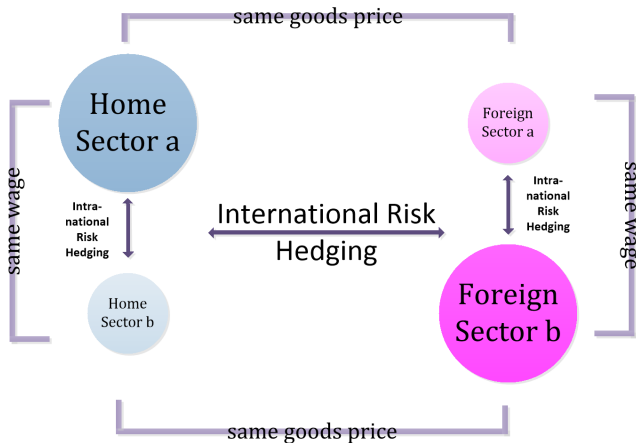 same goods price
Home
Sector a
Foreign
Sector a
same wage
Intra-
national
Risk
Hedging
International Risk
Hedging
Intra-
national
Risk
Hedging
same wage
Home
Sector b
Foreign
Sector b
same goods price